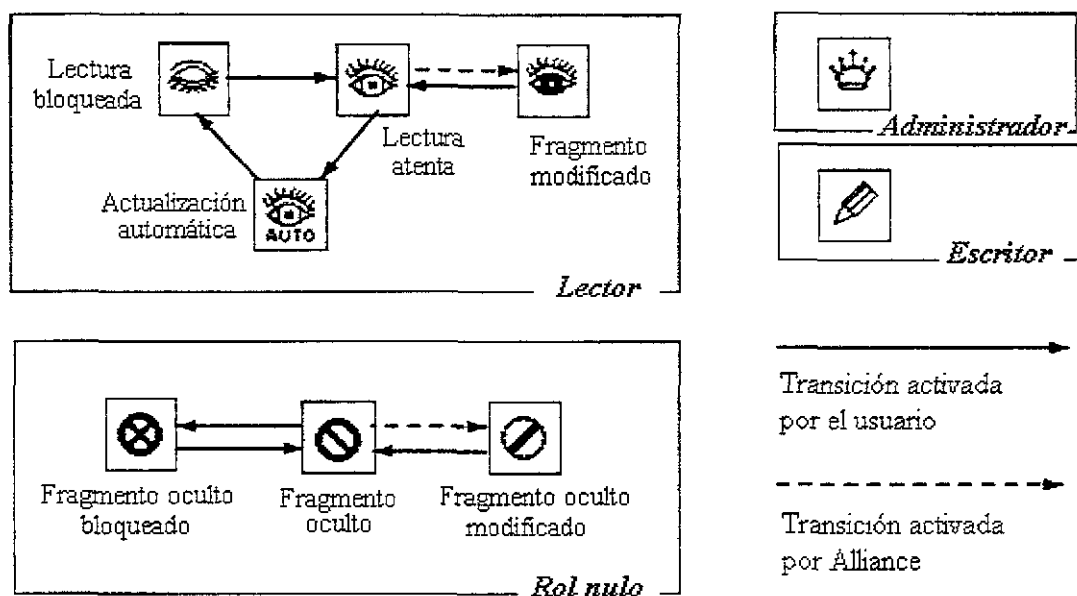 Lectura
bloqueada
Lectura
atenta
Fragmento
modificado
Actualización
automática
AUTO
Lector
Administrador
Escritor
Fragmento oculto
bloqueado
Fragmento
oculto
Fragmento oculto
modificado
Rol nulo
Transición activada
por el usuario
Transición activada
por Alliance